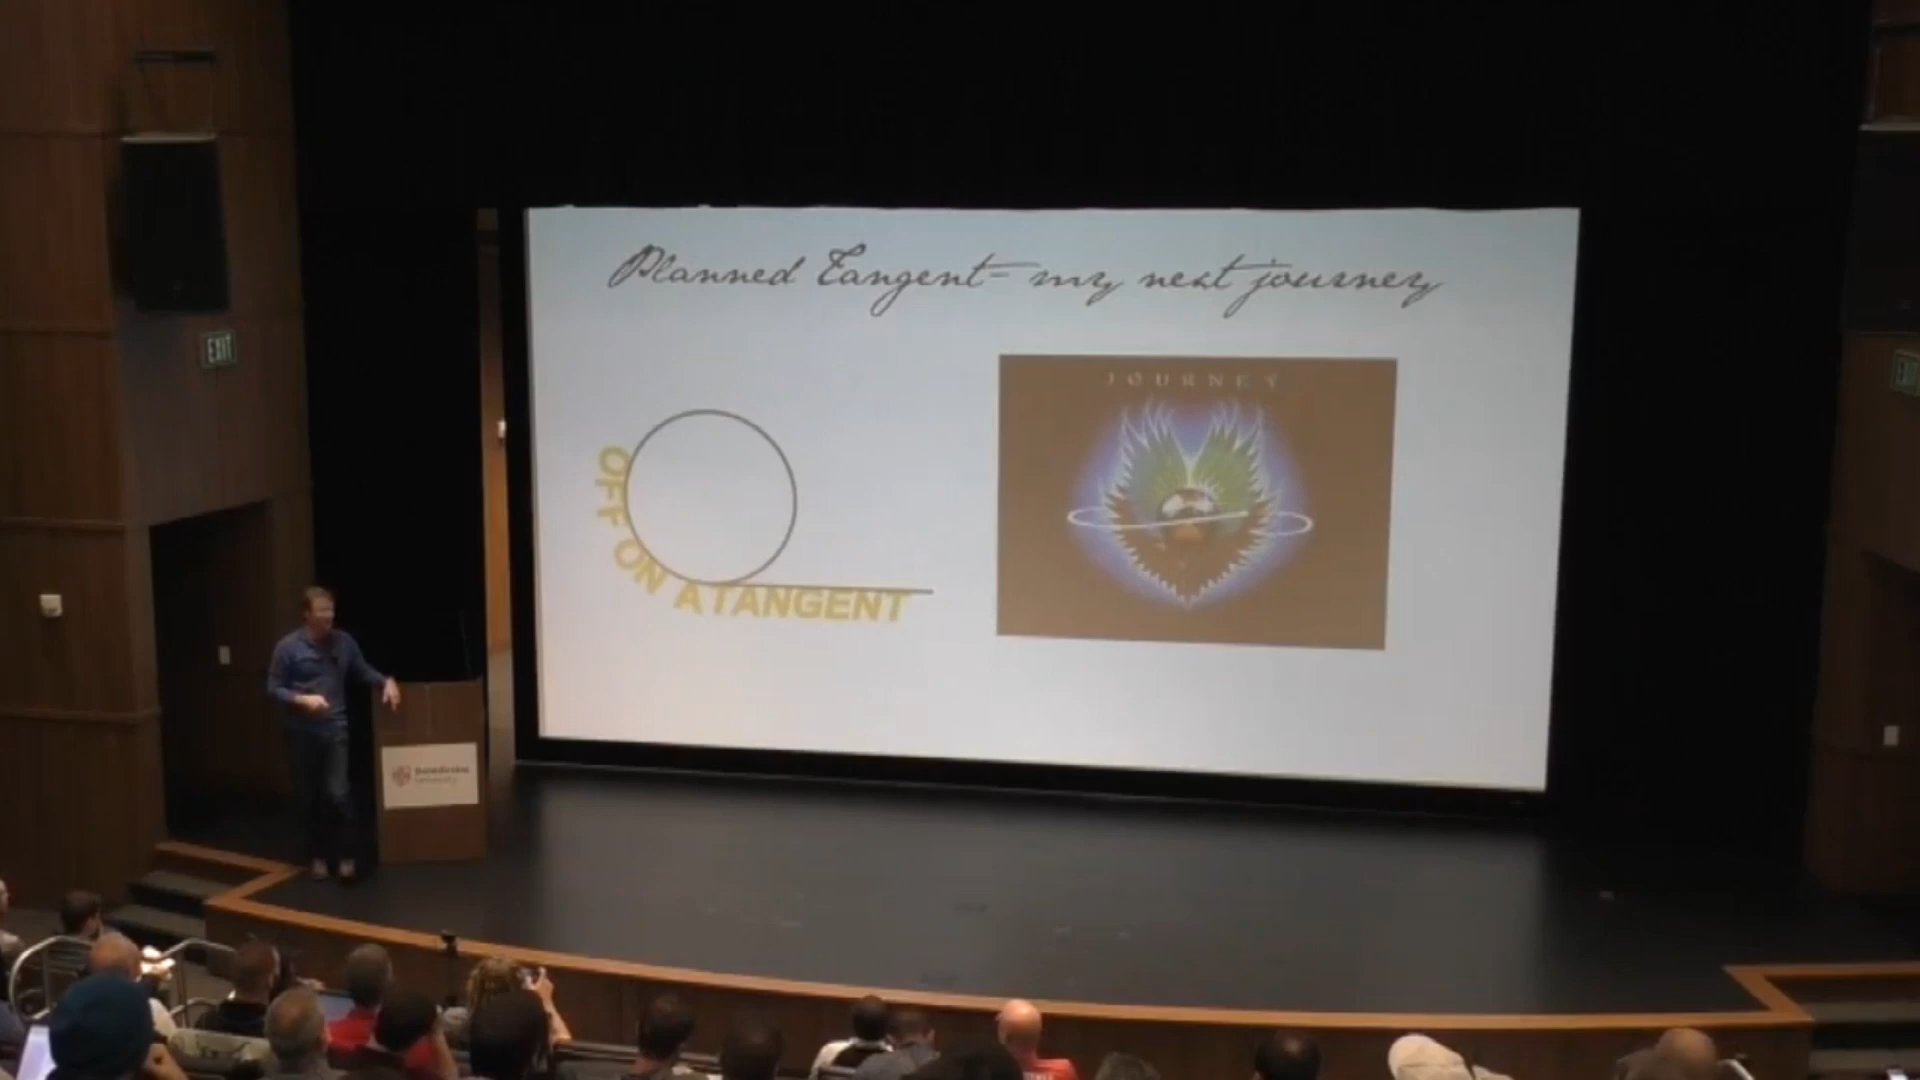 Planned Tangent- my next journey
JOURNEY
OFF ON A TANGENT
EXIT